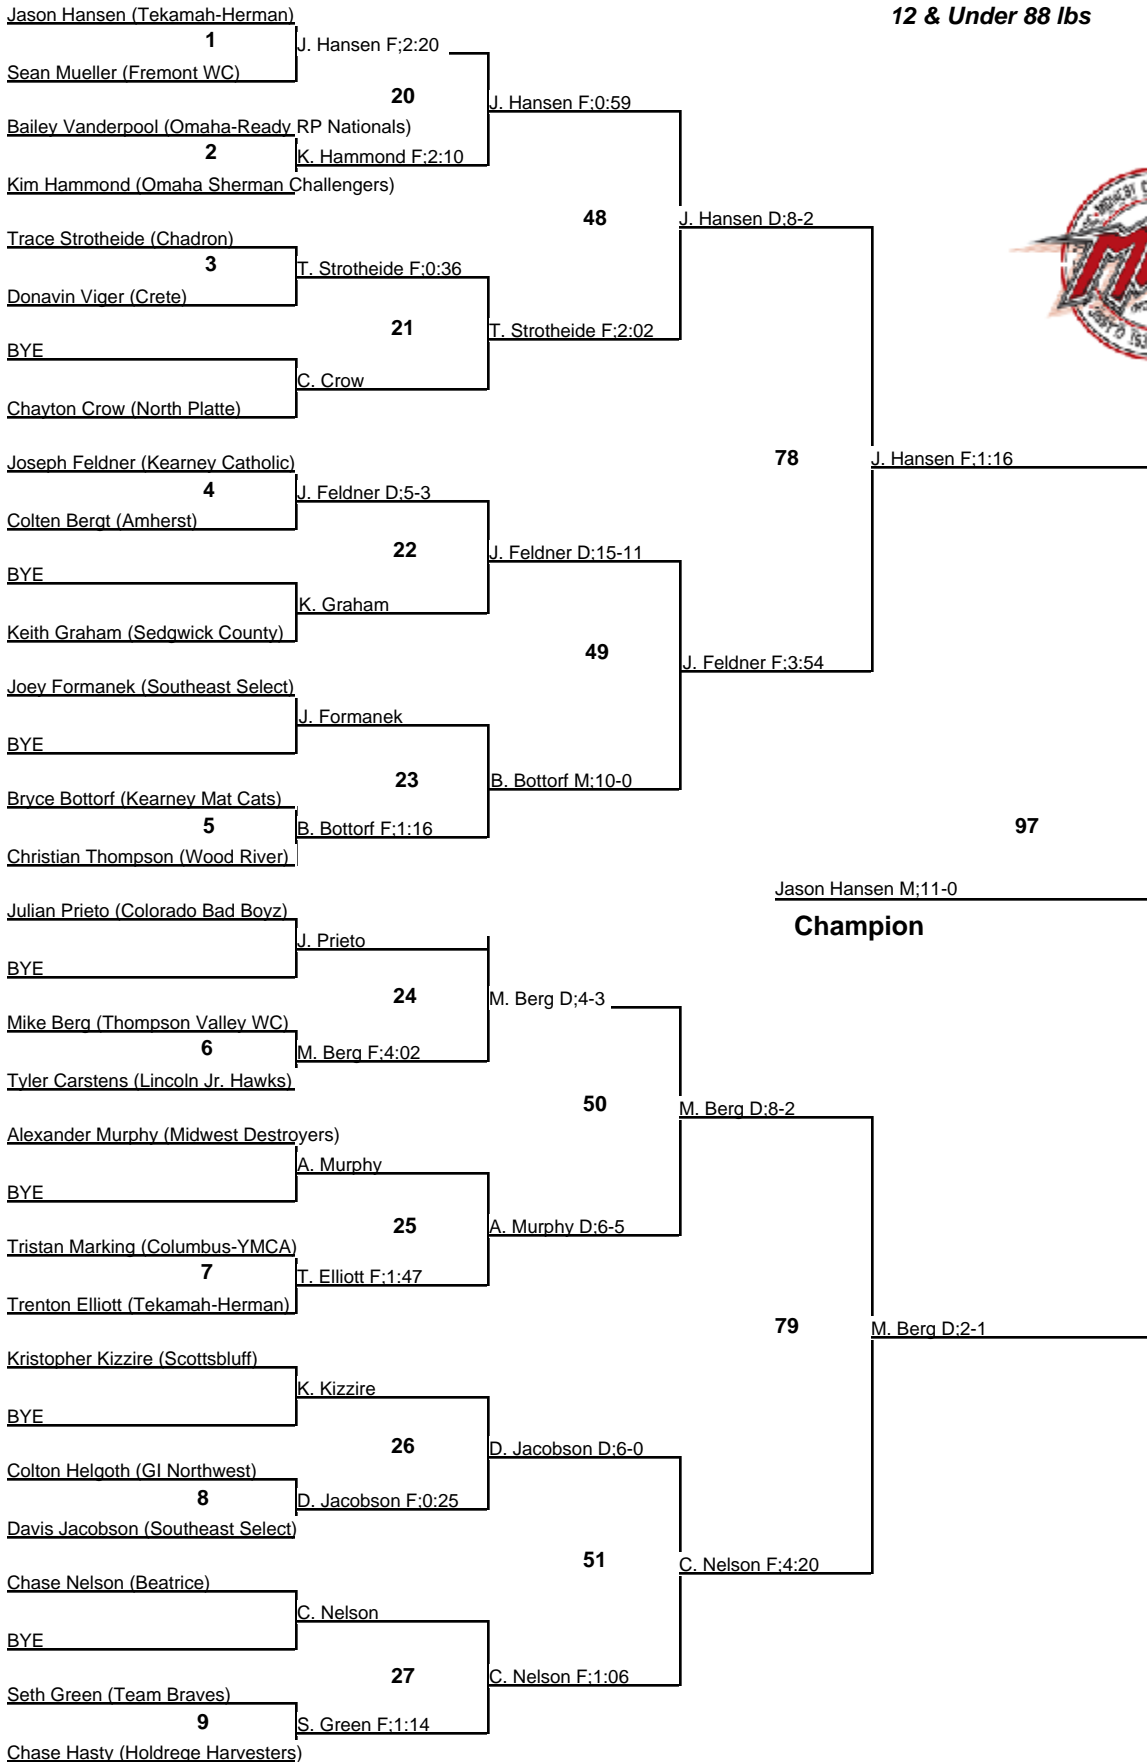 Jason Hansen (Tekamah-Herman)
12 & Under 88 lbs
1
J. Hansen F;2:20
Sean Mueller (Fremont WC)
20
J. Hansen F;0:59
Bailey Vanderpool (Omaha-Ready RP Nationals)
2
K. Hammond F;2:10
Kim Hammond (Omaha Sherman Challengers)
48
J. Hansen D;8-2
Trace Strotheide (Chadron)
3
T. Strotheide F;0:36
Donavin Viger (Crete)
21
T. Strotheide F;2:02
BYE
C. Crow
Chayton Crow (North Platte)
78
J. Hansen F;1:16
Joseph Feldner (Kearney Catholic)
4
J. Feldner D;5-3
Colten Bergt (Amherst)
22
J. Feldner D;15-11
BYE
K. Graham
Keith Graham (Sedgwick County)
49
J. Feldner F;3:54
Joey Formanek (Southeast Select)
J. Formanek
BYE
23
B. Bottorf M;10-0
Bryce Bottorf (Kearney Mat Cats)
5
B. Bottorf F;1:16
Christian Thompson (Wood River)
97
Jason Hansen M;11-0
Champion
Julian Prieto (Colorado Bad Boyz)
J. Prieto
BYE
24
M. Berg D;4-3
Mike Berg (Thompson Valley WC)
6
M. Berg F;4:02
Tyler Carstens (Lincoln Jr. Hawks)
50
M. Berg D;8-2
Alexander Murphy (Midwest Destroyers)
A. Murphy
BYE
25
A. Murphy D;6-5
Tristan Marking (Columbus-YMCA)
7
T. Elliott F;1:47
Trenton Elliott (Tekamah-Herman)
79
M. Berg D;2-1
Kristopher Kizzire (Scottsbluff)
K. Kizzire
BYE
26
D. Jacobson D;6-0
Colton Helgoth (GI Northwest)
8
D. Jacobson F;0:25
Davis Jacobson (Southeast Select)
51
C. Nelson F;4:20
Chase Nelson (Beatrice)
C. Nelson
BYE
27
C. Nelson F;1:06
Seth Green (Team Braves)
9
S. Green F;1:14
Chase Hasty (Holdrege Harvesters)